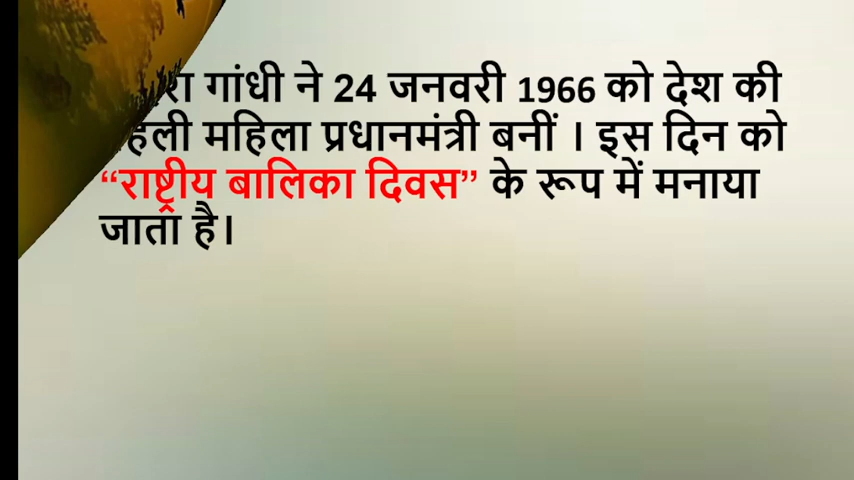 गांधी ने 24 जनवरी 1966 को देश की
महिला प्रधानमंत्री बनीं । इस दिन को
“राष्ट्रीय बालिका दिवस” के रूप में मनाया
जाता है।